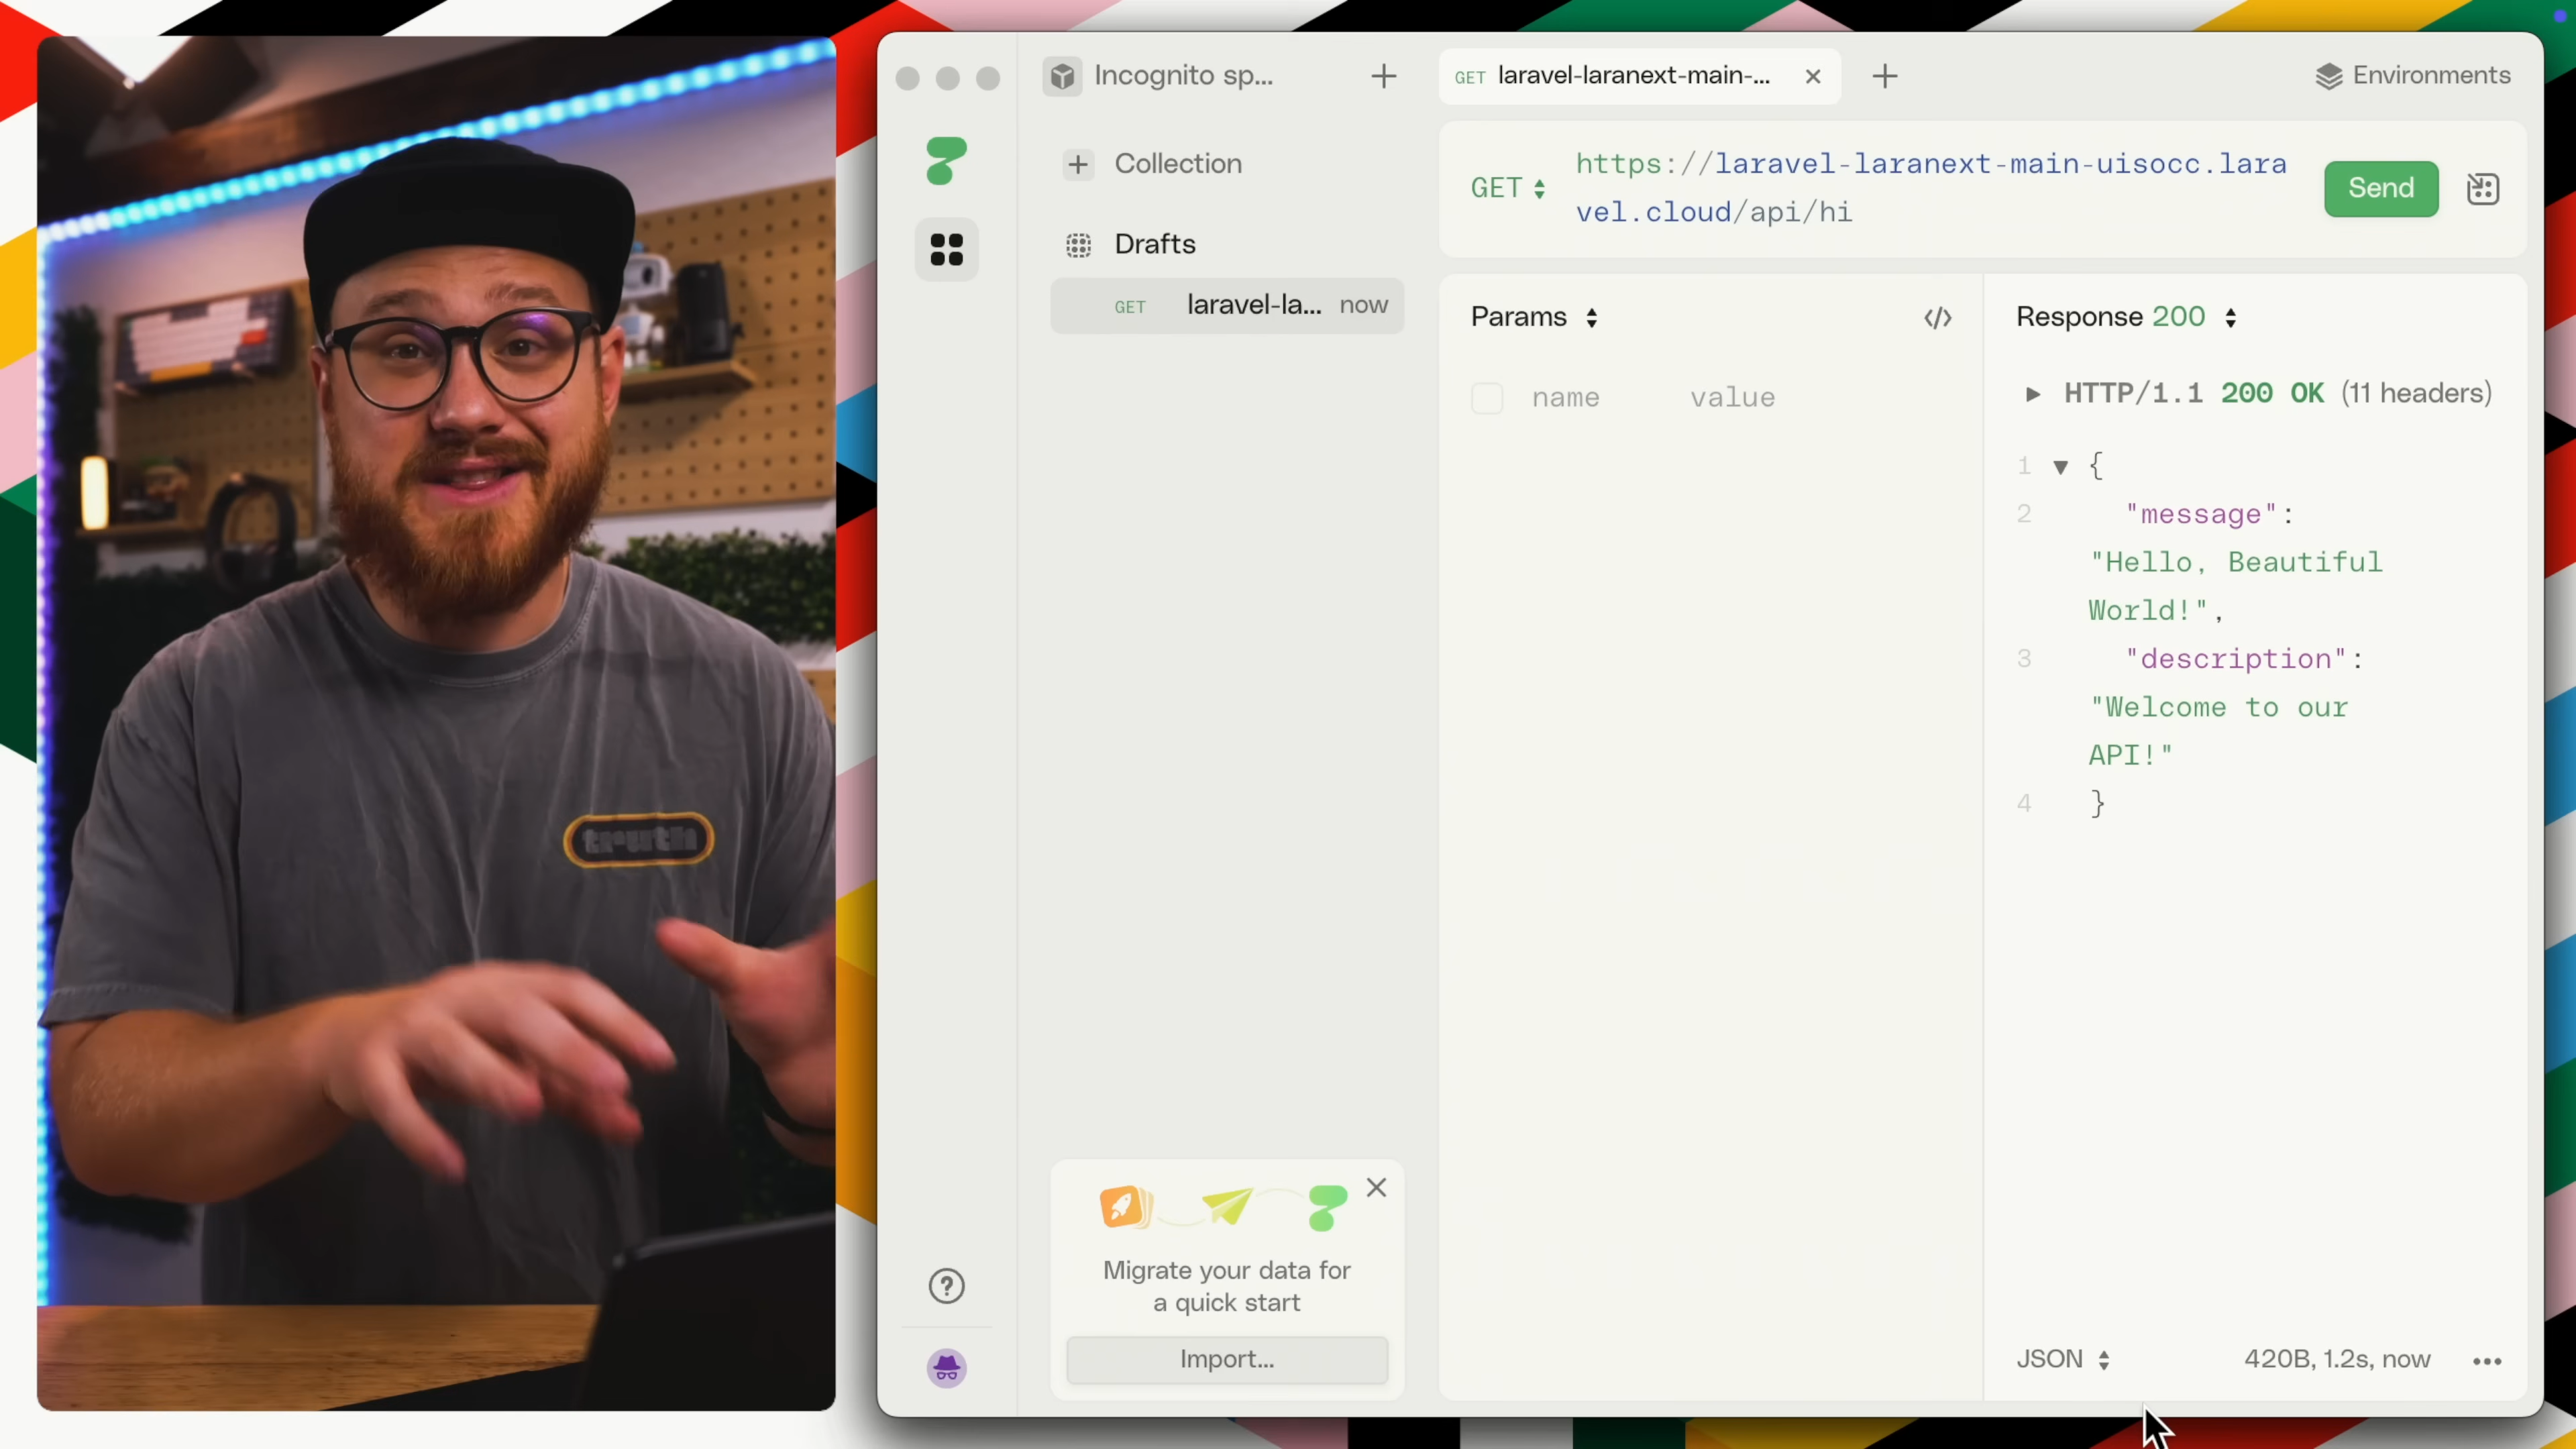 Incognito sp...
GET laravel-laranext-main-...
Environments
Collection
Drafts
GET laravel-la... now
GET
https://laravel-laranext-main-uisocc.lara
vel.cloud/api/hi
Send
Params
name value
Response 200
HTTP/1.1 200 OK (11 headers)
1 {
2 "message":
"Hello, Beautiful
World!",
3 "description":
"Welcome to our
API!"
4 }
Migrate your data for
a quick start
Import...
JSON
420B, 1.2s, now